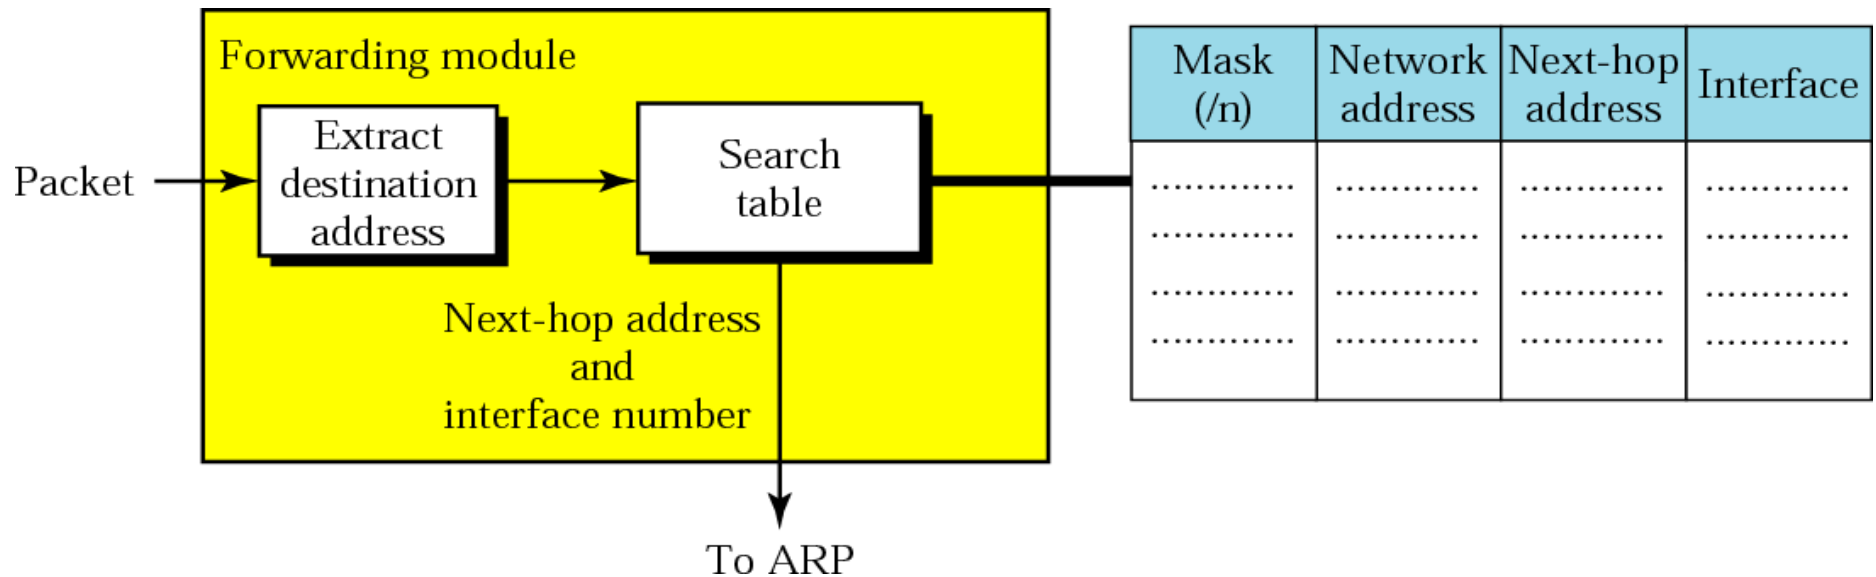 Forwarding module
Packet
Extract
destination
address
Search
table
Next-hop address
and
interface number
To ARP
Mask
(/n)
Network
address
Next-hop
address
Interface
............. ............. ............. .............
............. ............. ............. .............
............. ............. ............. .............
............. ............. ............. .............